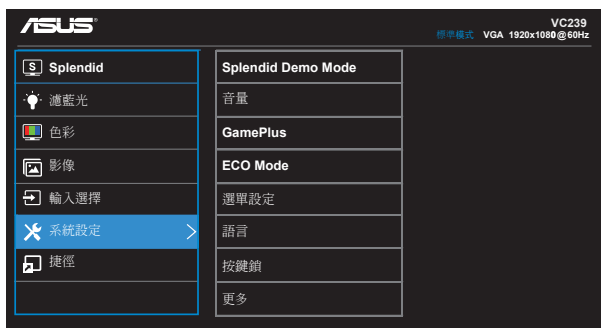 ASUS
VC239
標準模式 VGA 1920x1080@60Hz
S Splendid
濾藍光
色彩
影像
輸入選擇
系統設定
捷徑
Splendid Demo Mode
音量
GamePlus
ECO Mode
選單設定
語言
按鍵鎖
更多